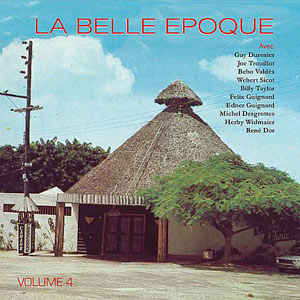 LA BELLE EPOQUE
Avec
Guy Durosier
Joe Trouillot
Bebo Valdés
Webert Sicot
Billy Taylor
Felix Guignard
Edner Guignard
Michel Desgrottes
Herby Widmaier
René Dor
VOLUME 4